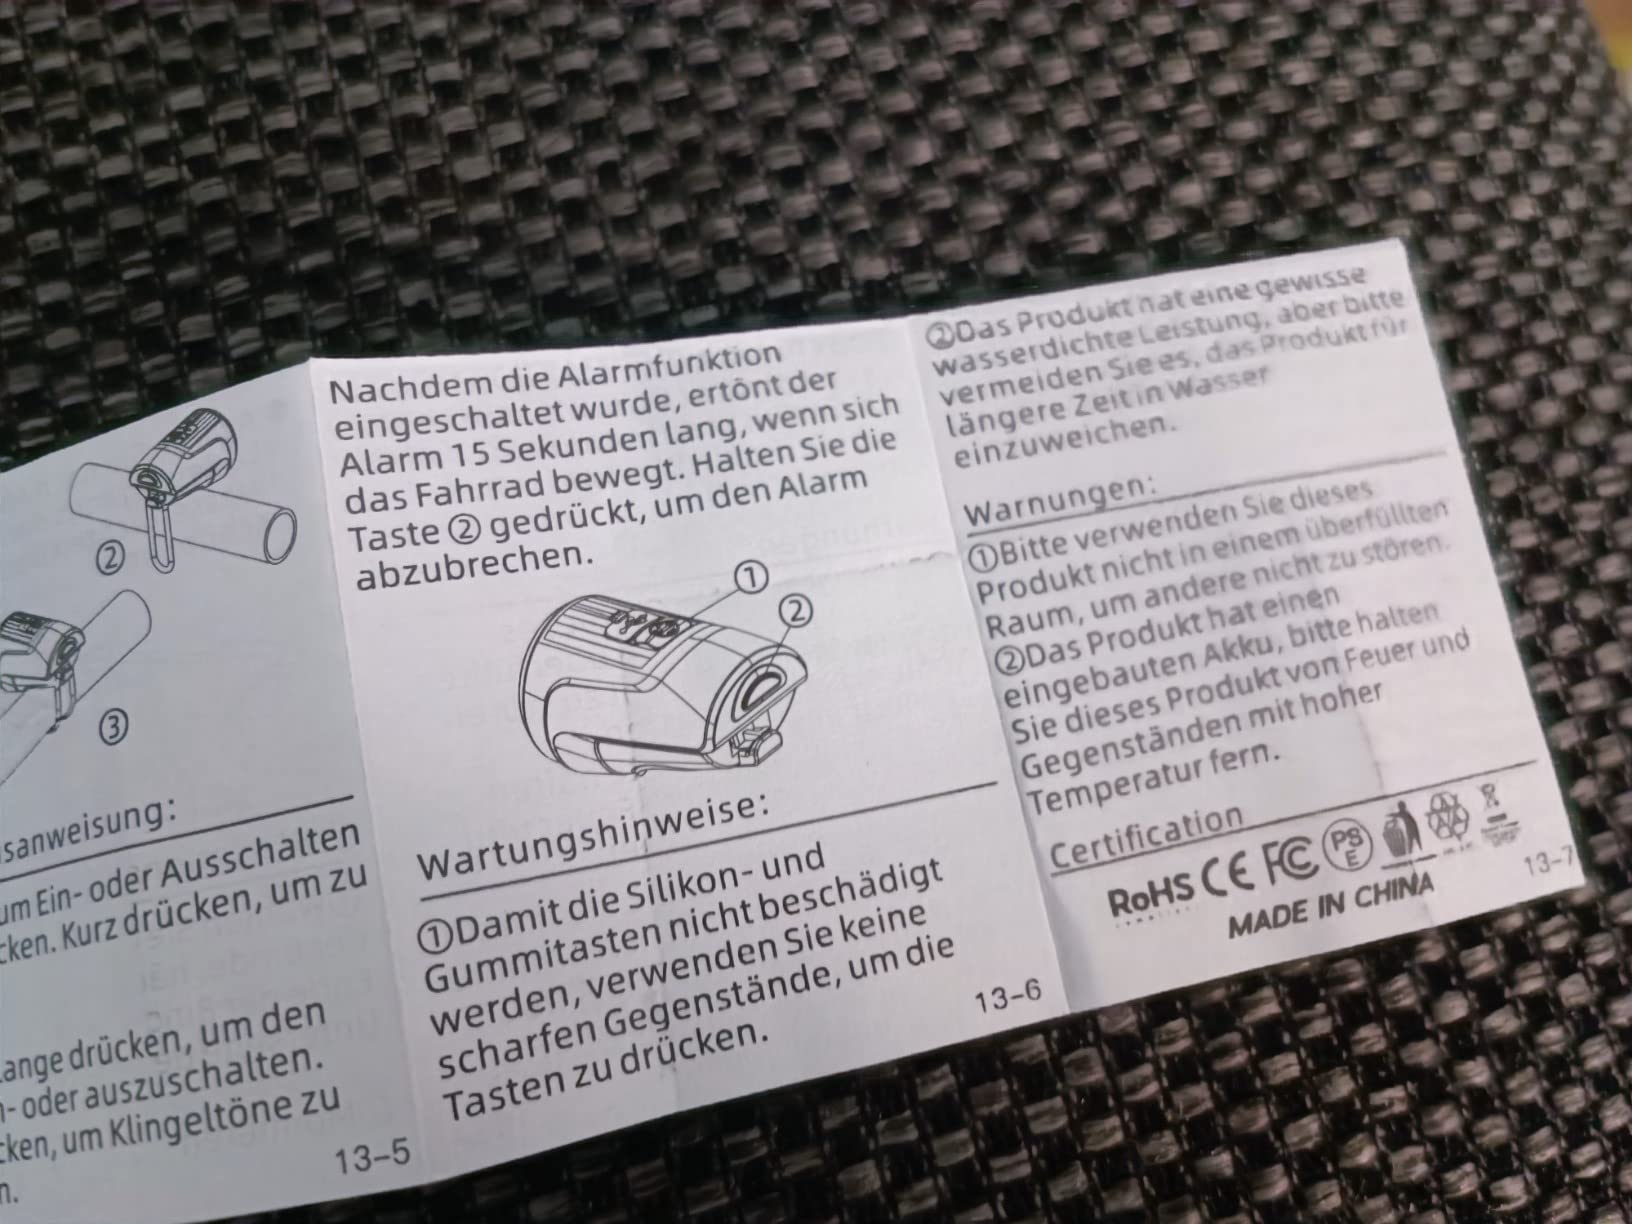 ②
③
sanweisung:
um Ein- oder Ausschalten
cken. Kurz drücken, um zu
ange drücken, um den
n- oder auszuschalten.
cken, um Klingeltöne zu
n.
13-5
Nachdem die Alarmfunktion
eingeschaltet wurde, ertönt der
Alarm 15 Sekunden lang, wenn sich
das Fahrrad bewegt. Halten Sie die
Taste ② gedrückt, um den Alarm
abzubrechen.
①
②
Wartungshinweise:
①Damit die Silikon- und
Gummitasten nicht beschädigt
werden, verwenden Sie keine
scharfen Gegenstände, um die
Tasten zu drücken.
13-6
②Das Produkt hat eine gewisse
wasserdichte Leistung, aber bitte
vermeiden Sie es, das Produkt für
längere Zeit in Wasser
einzuweichen.
Warnungen:
①Bitte verwenden Sie dieses
Produkt nicht in einem überfüllten
Raum, um andere nicht zu stören.
②Das Produkt hat einen
eingebauten Akku, bitte halten
Sie dieses Produkt von Feuer und
Gegenständen mit hoher
Temperatur fern.
Certification
RoHS CE FC PS E
MADE IN CHINA
13-7